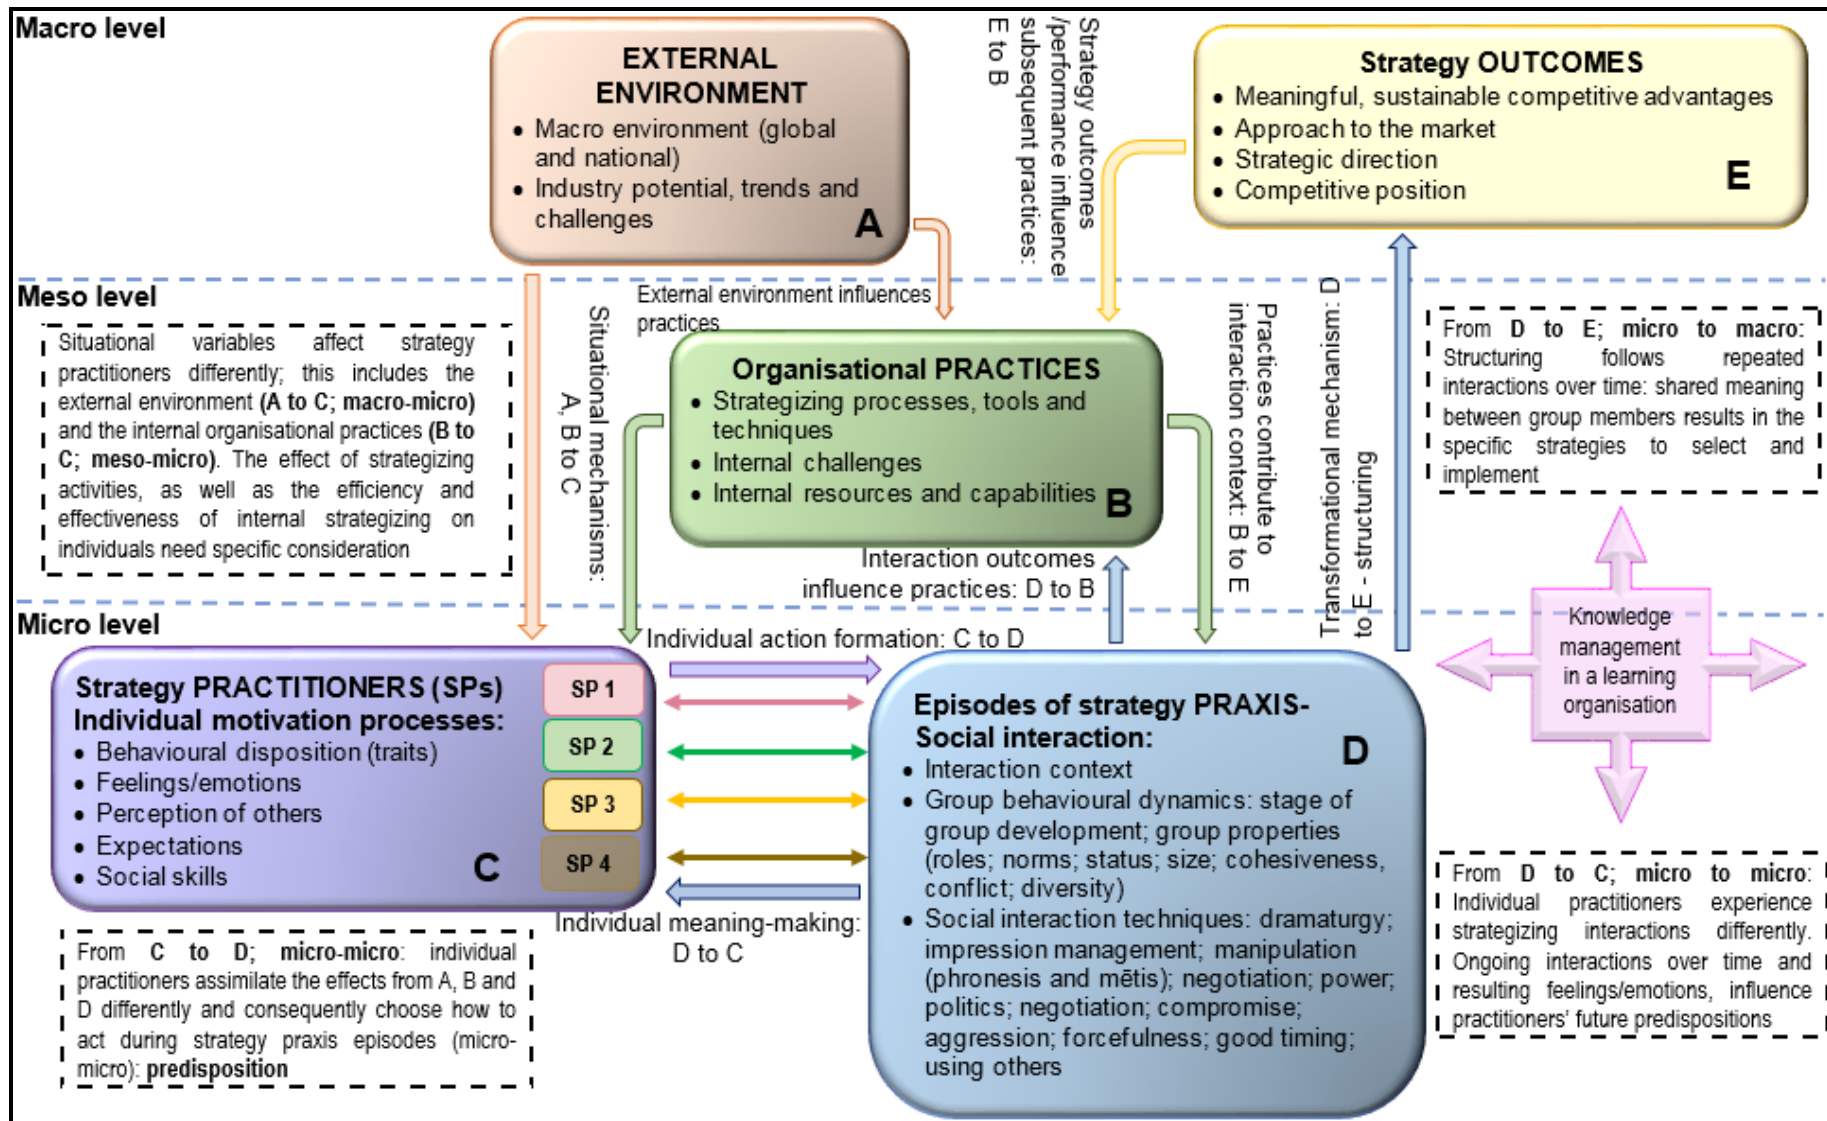 Macro level
EXTERNAL
ENVIRONMENT
• Macro environment (global
and national)
• Industry potential, trends and
challenges
A
Strategy outcomes
/performance influence
subsequent practices:
E to B
Strategy OUTCOMES
• Meaningful, sustainable competitive advantages
• Approach to the market
• Strategic direction
• Competitive position
E
Meso level
Situational variables affect strategy
practitioners differently; this includes the
external environment (A to C; macro-micro)
and the internal organisational practices (B to
C; meso-micro). The effect of strategizing
activities, as well as the efficiency and
effectiveness of internal strategizing on
individuals need specific consideration
Situational mechanisms:
A, B to C
External environment influences
practices
Organisational PRACTICES
• Strategizing processes, tools and
techniques
• Internal challenges
• Internal resources and capabilities
B
Interaction outcomes
influence practices: D to B
Practices contribute to
interaction context: B to E
Transformational mechainism: D
to E - structuring
From D to E; micro to macro:
Structuring follows repeated
interactions over time: shared meaning
between group members results in the
specific strategies to select and
implement
Knowledge
management
in a learning
organisation
Micro level
Individual action formation: C to D
Strategy PRACTITIONERS (SPs)
Individual motivation processes:
• Behavioural disposition (traits)
• Feelings/emotions
• Perception of others
• Expectations
• Social skills
C
SP 1
SP 2
SP 3
SP 4
Individual meaning-making:
D to C
Episodes of strategy PRAXIS-
Social interaction:
D
• Interaction context
• Group behavioural dynamics: stage of
group development; group properties
(roles; norms; status; size; cohesiveness,
conflict; diversity)
• Social interaction techniques: dramaturgy;
impression management; manipulation
(phronesis and mētis); negotiation; power;
politics; negotiation; compromise;
aggression; forcefulness; good timing;
using others
From C to D; micro-micro: individual
practitioners assimilate the effects from A, B and
D differently and consequently choose how to
act during strategy praxis episodes (micro-
micro): predisposition
From D to C; micro to micro:
Individual practitioners experience
strategizing interactions differently.
Ongoing interactions over time and
resulting feelings/emotions, influence
practitioners' future predispositions